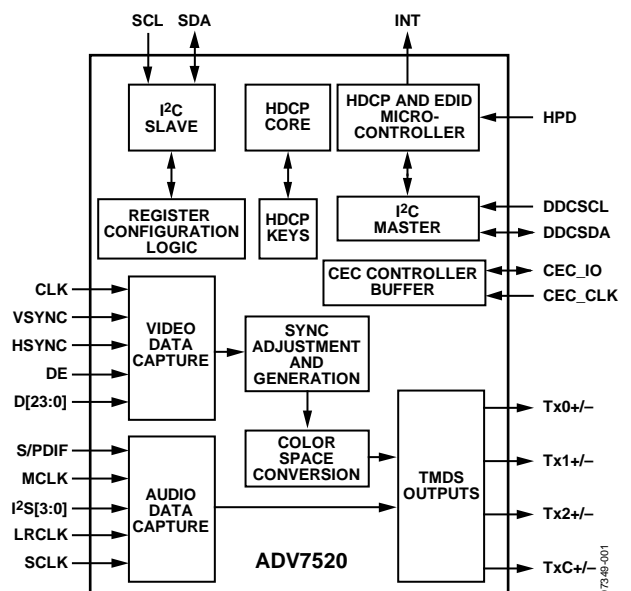 SCL SDA INT
I²C
SLAVE
HDCP
CORE
HDCP AND EDID
MICRO-
CONTROLLER
HPD
REGISTER
CONFIGURATION
LOGIC
HDCP
KEYS
I²C
MASTER
DDCSCL
DDCSDA
CEC CONTROLLER
BUFFER
CEC_IO
CEC_CLK
CLK
VSYNC
HSYNC
DE
D[23:0]
VIDEO
DATA
CAPTURE
SYNC
ADJUSTMENT
AND
GENERATION
COLOR
SPACE
CONVERSION
TMDS
OUTPUTS
Tx0+/–
Tx1+/–
Tx2+/–
TxC+/–
S/PDIF
MCLK
I²S[3:0]
LRCLK
SCLK
AUDIO
DATA
CAPTURE
ADV7520
07349-001